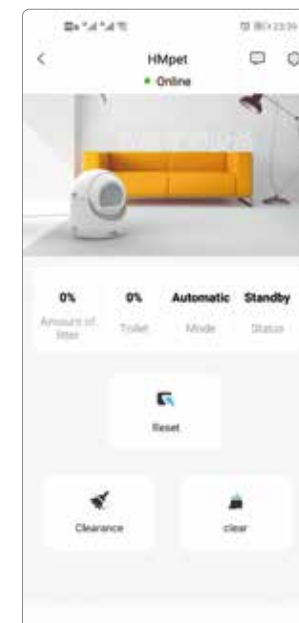 HMpet
Online
0% 0% Automatic Standby
Amount of litter Toilet Mode Status
Reset
Clearance clear